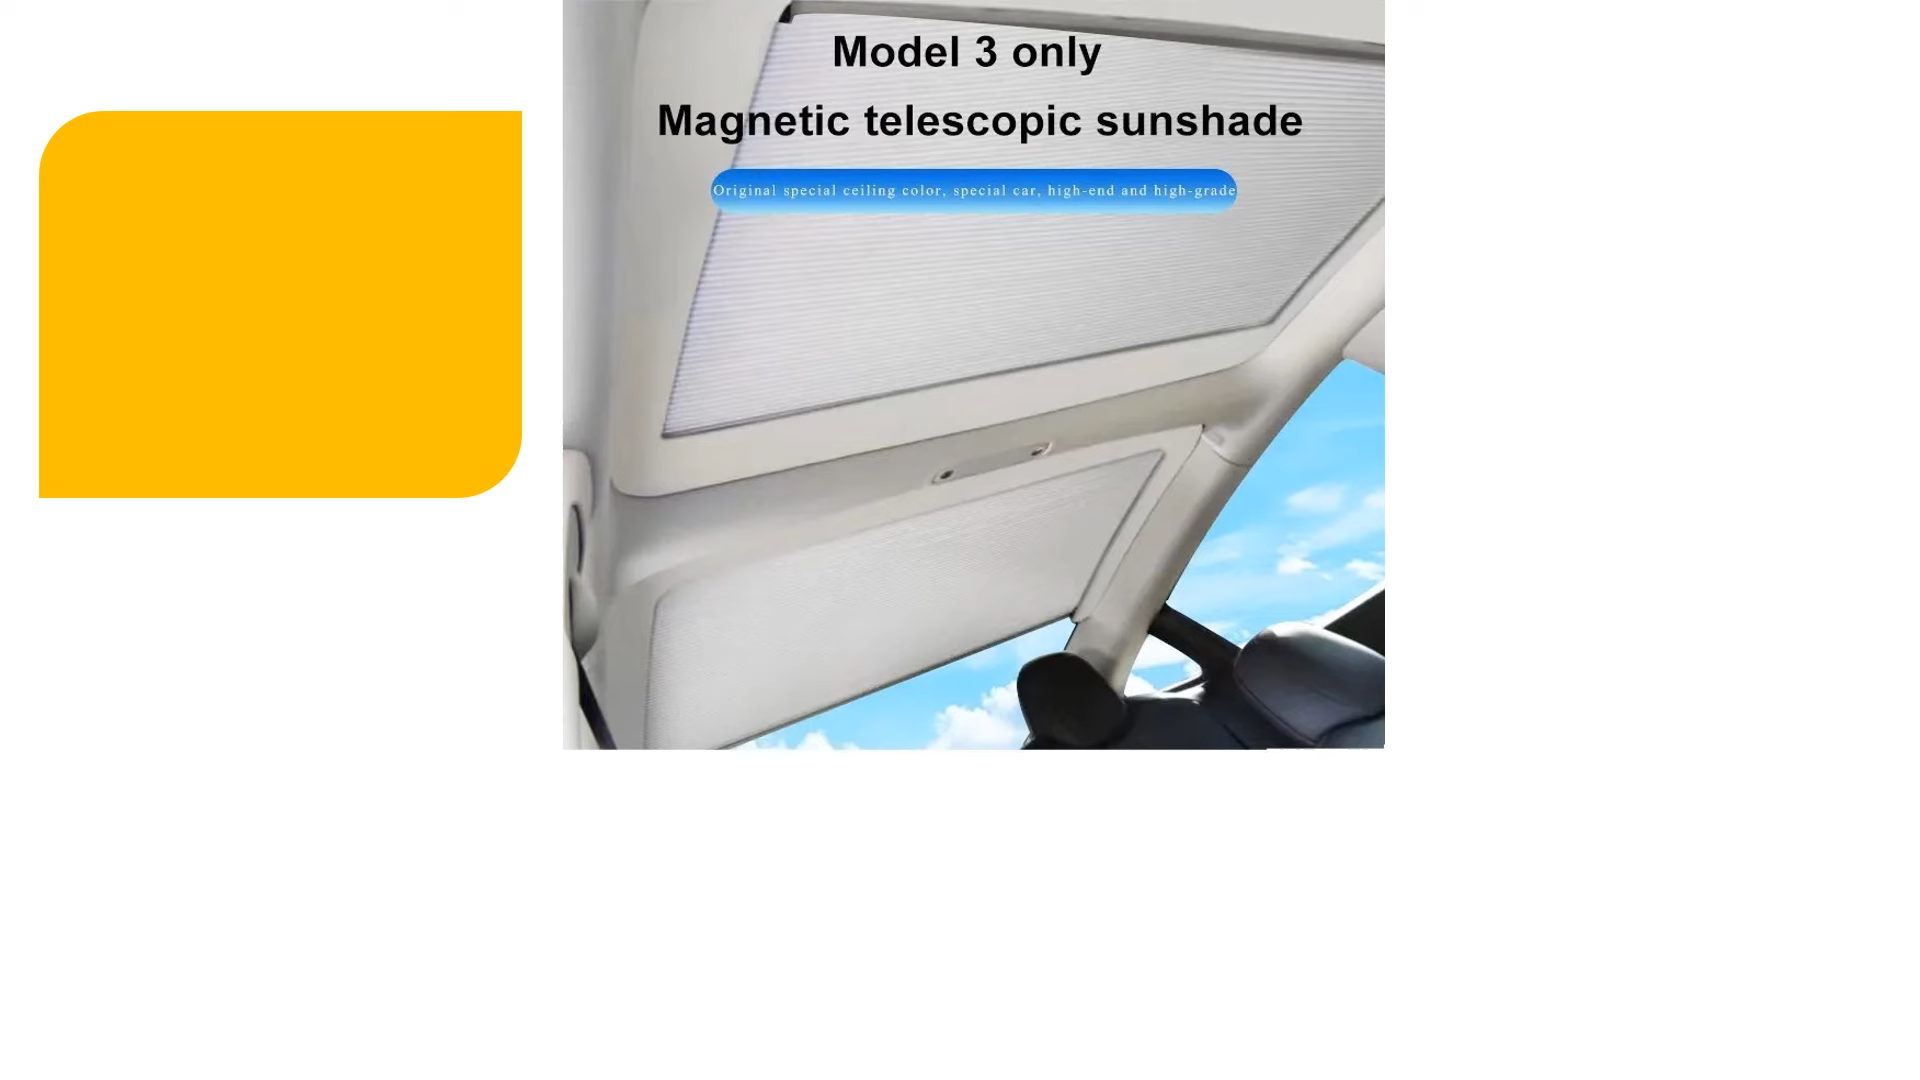 Model 3 only
Magnetic telescopic sunshade
Original special ceiling color, special car, high-end and high-grade